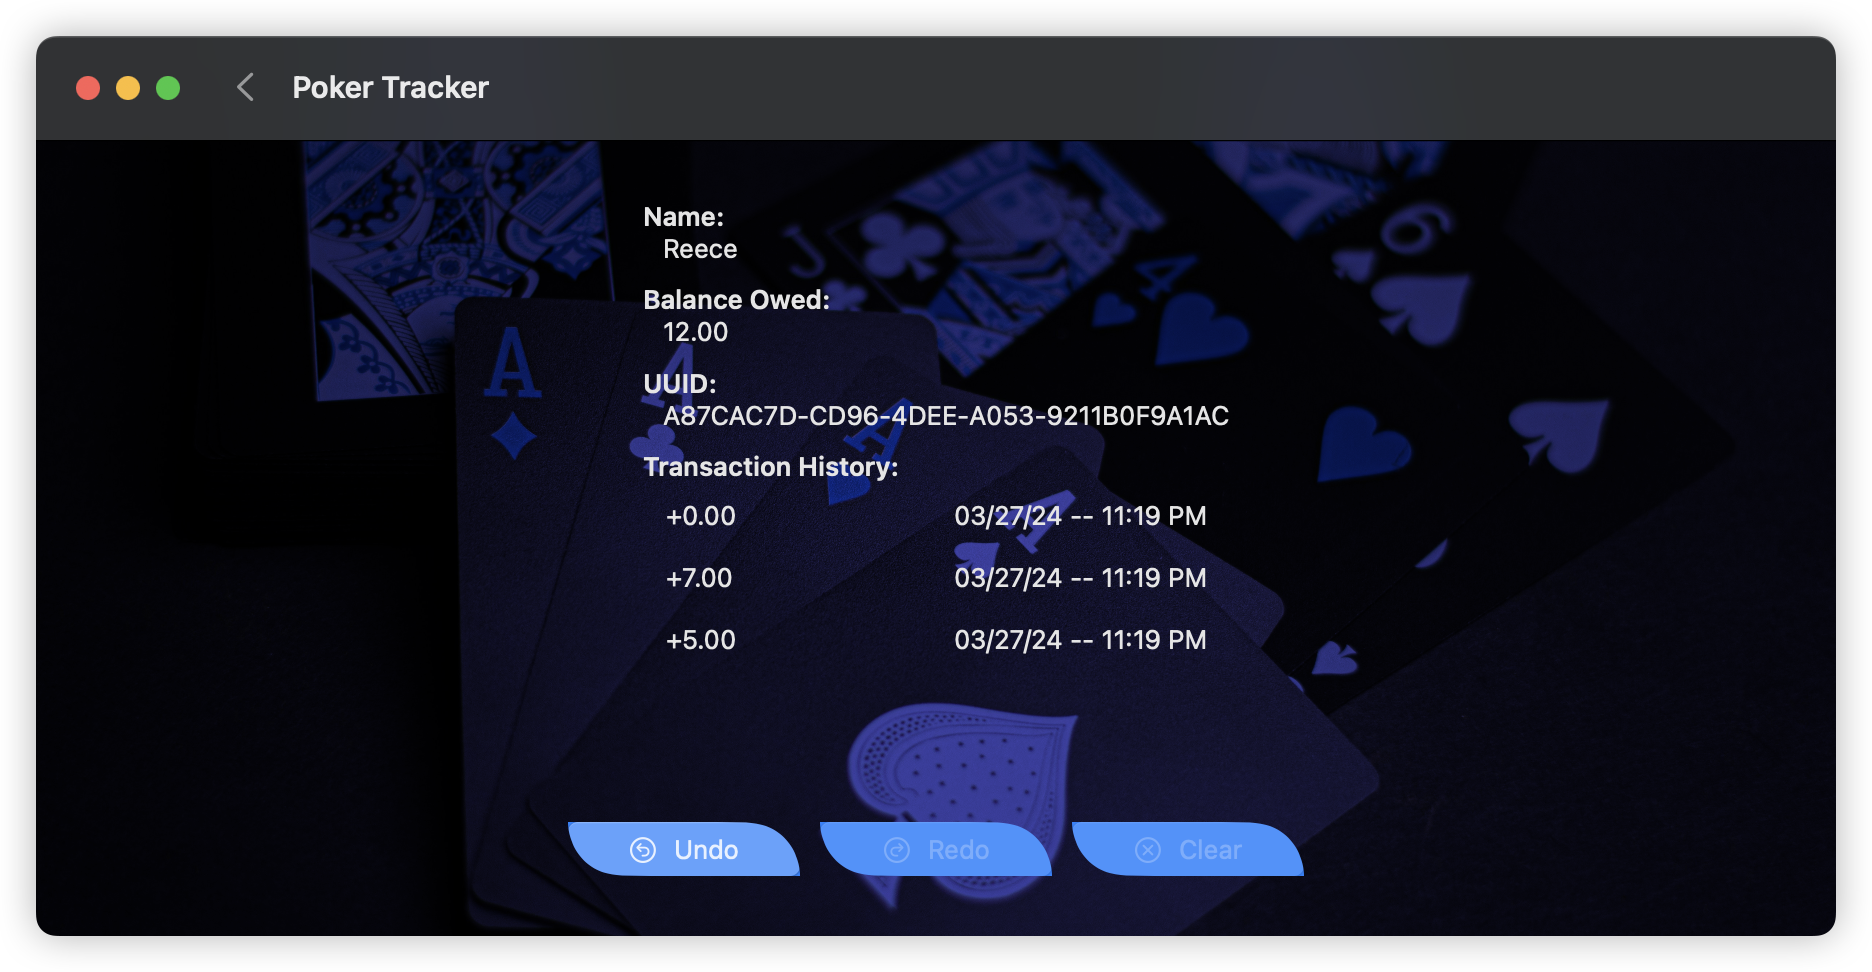 Poker Tracker
J
6
4
Name:
Reece
Balance Owed:
12.00
A
A
UUID:
A87CAC7D-CD96-4DEE-A053-9211B0F9A1AC
A
Transaction History:
A
+0.00 03/27/24 -- 11:19 PM
+7.00 03/27/24 -- 11:19 PM
+5.00 03/27/24 -- 11:19 PM
Undo Redo Clear